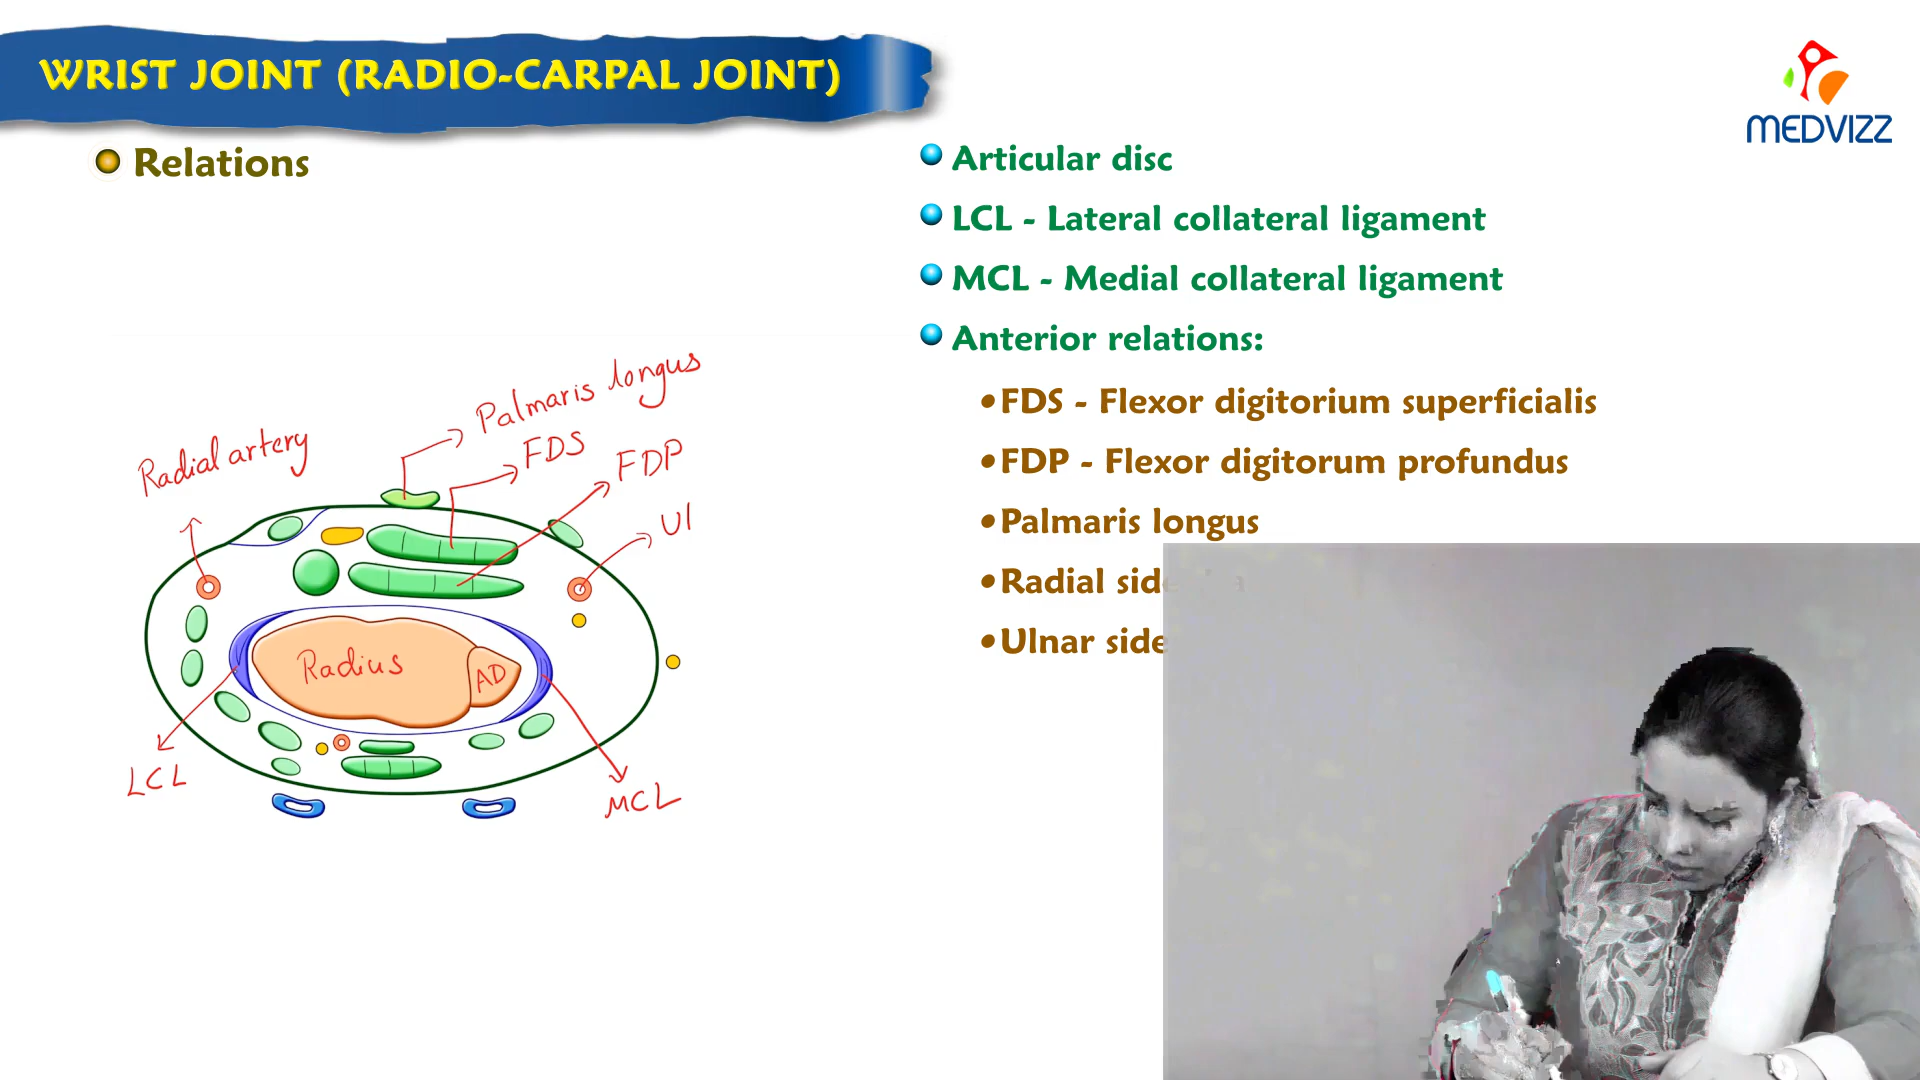 WRIST JOINT (RADIO-CARPAL JOINT)
MEDVIZZ
Relations
Articular disc
LCL - Lateral collateral ligament
MCL - Medial collateral ligament
Anterior relations:
FDS - Flexor digitorium superficialis
FDP - Flexor digitorum profundus
Palmaris longus
Radial
Ulnar side
Palmaris longus
Radial artery
FDS
FDP
Ul
Radius
AD
LCL
MCL